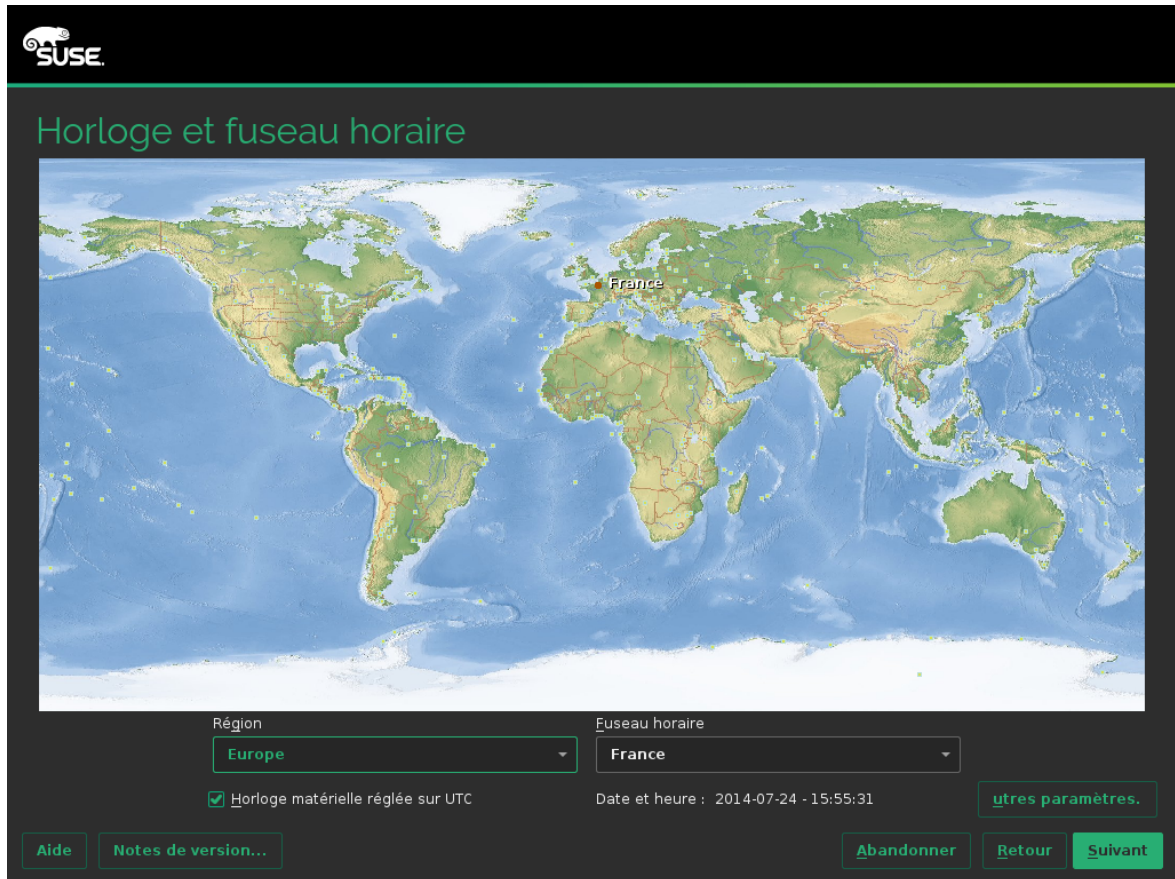 SUSE.
Horloge et fuseau horaire
France
Région
Fuseau horaire
Europe
France
Horloge matérielle réglée sur UTC
Date et heure : 2014-07-24 - 15:55:31
utres paramètres.
Aide
Notes de version...
Abandonner
Retour
Suivant